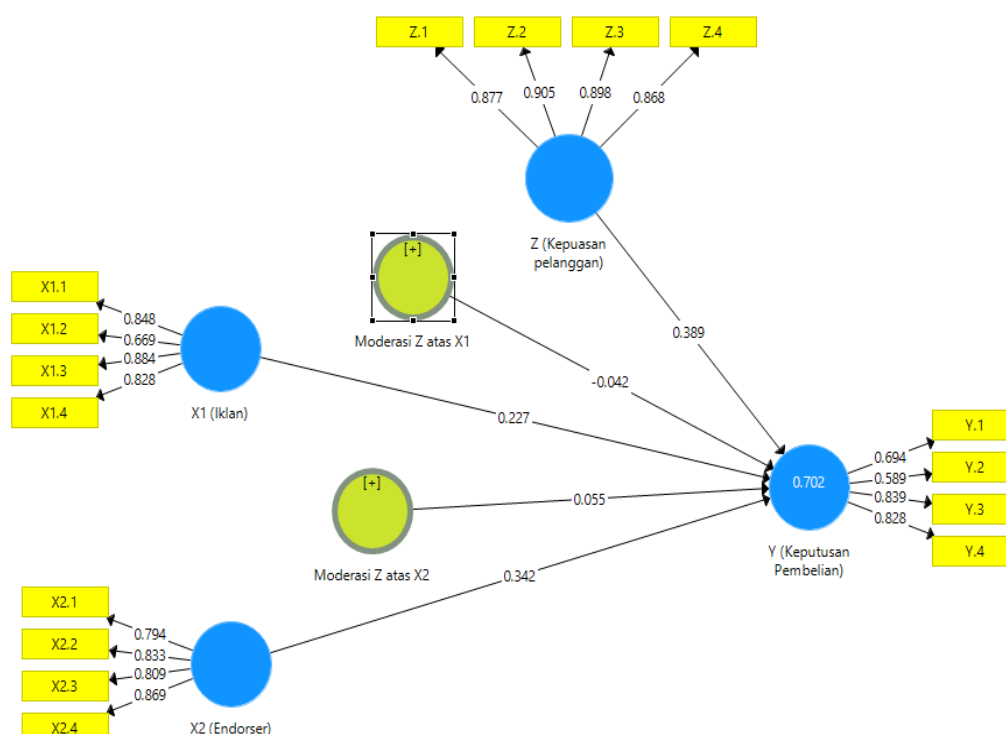 Z.1
Z.2
Z.3
Z.4
0.877
0.905
0.898
0.868
Z (Kepuasan
pelanggan)
[+]
Moderasi Z atas X1
X1.1
X1.2
X1.3
X1.4
0.848
0.669
0.884
0.828
X1 (Iklan)
0.389
-0.042
0.227
[+]
Moderasi Z atas X2
0.055
0.342
0.702
Y (Keputusan
Pembelian)
0.694
0.589
0.839
0.828
Y.1
Y.2
Y.3
Y.4
X2.1
X2.2
X2.3
X2.4
0.794
0.833
0.809
0.869
X2 (Endorser)